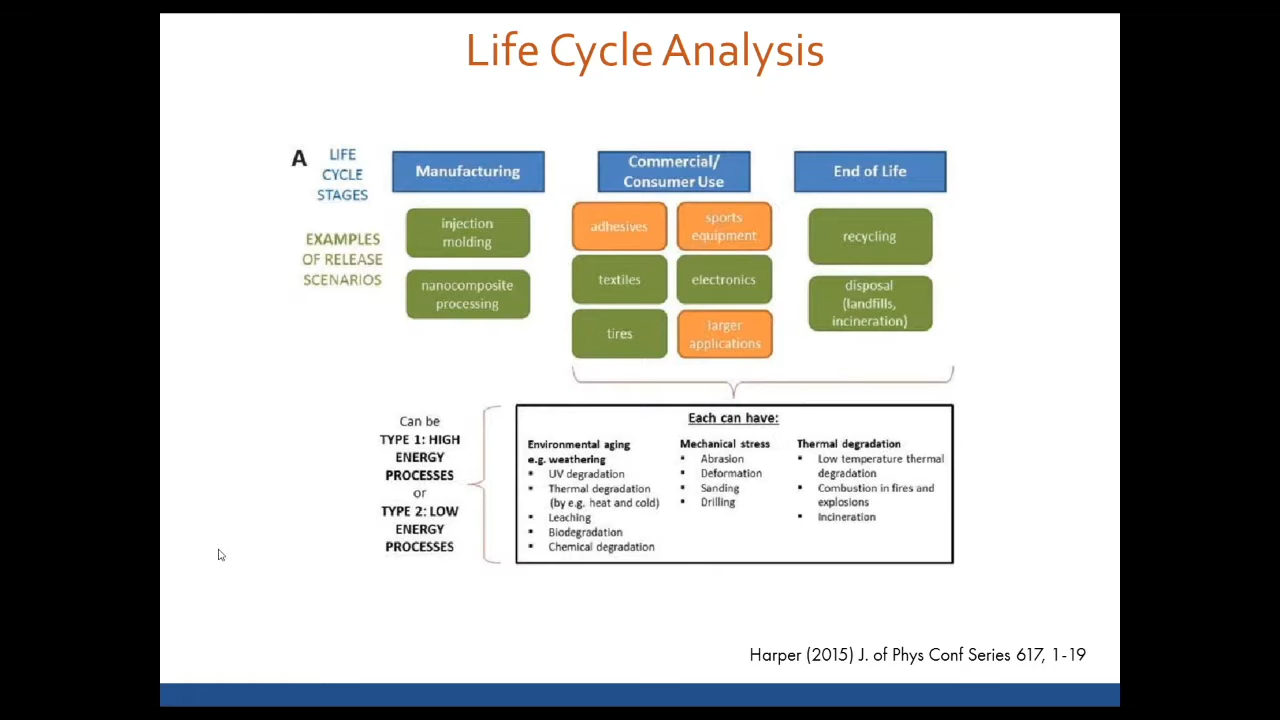 Life Cycle Analysis
A
LIFE
CYCLE
STAGES
Manufacturing
Commercial/
Consumer Use
End of Life
EXAMPLES
OF RELEASE
SCENARIOS
injection
molding
nanocomposite
processing
adhesives
sports
equipment
textiles
electronics
tires
larger
applications
recycling
disposal
(landfills,
incineration)
Can be
TYPE 1: HIGH
ENERGY
PROCESSES
or
TYPE 2: LOW
ENERGY
PROCESSES
Each can have:
Environmental aging
e.g. weathering
▪ UV degradation
▪ Thermal degradation
(by e.g. heat and cold)
▪ Leaching
▪ Biodegradation
▪ Chemical degradation
Mechanical stress
▪ Abrasion
▪ Deformation
▪ Sanding
▪ Drilling
Thermal degradation
▪ Low temperature thermal
degradation
▪ Combustion in fires and
explosions
▪ Incineration
Harper (2015) J. of Phys Conf Series 617, 1-19